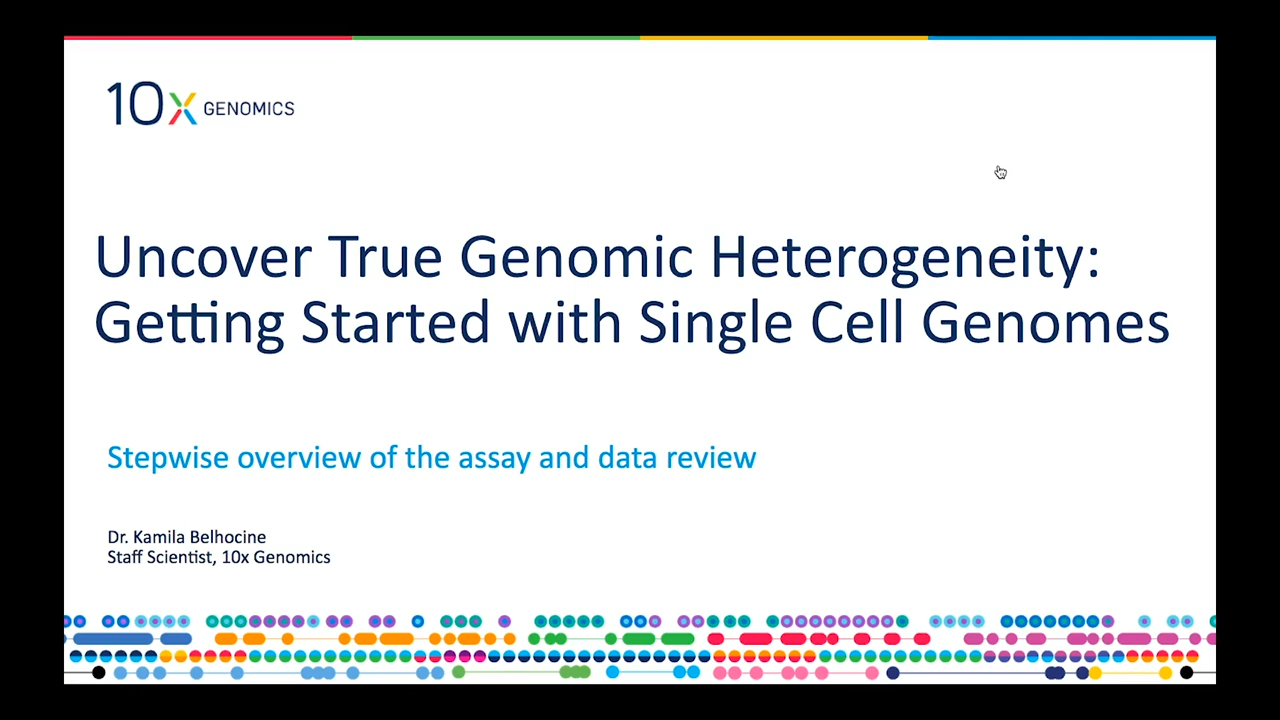 10x GENOMICS
Uncover True Genomic Heterogeneity:
Getting Started with Single Cell Genomes
Stepwise overview of the assay and data review
Dr. Kamila Belhocine
Staff Scientist, 10x Genomics